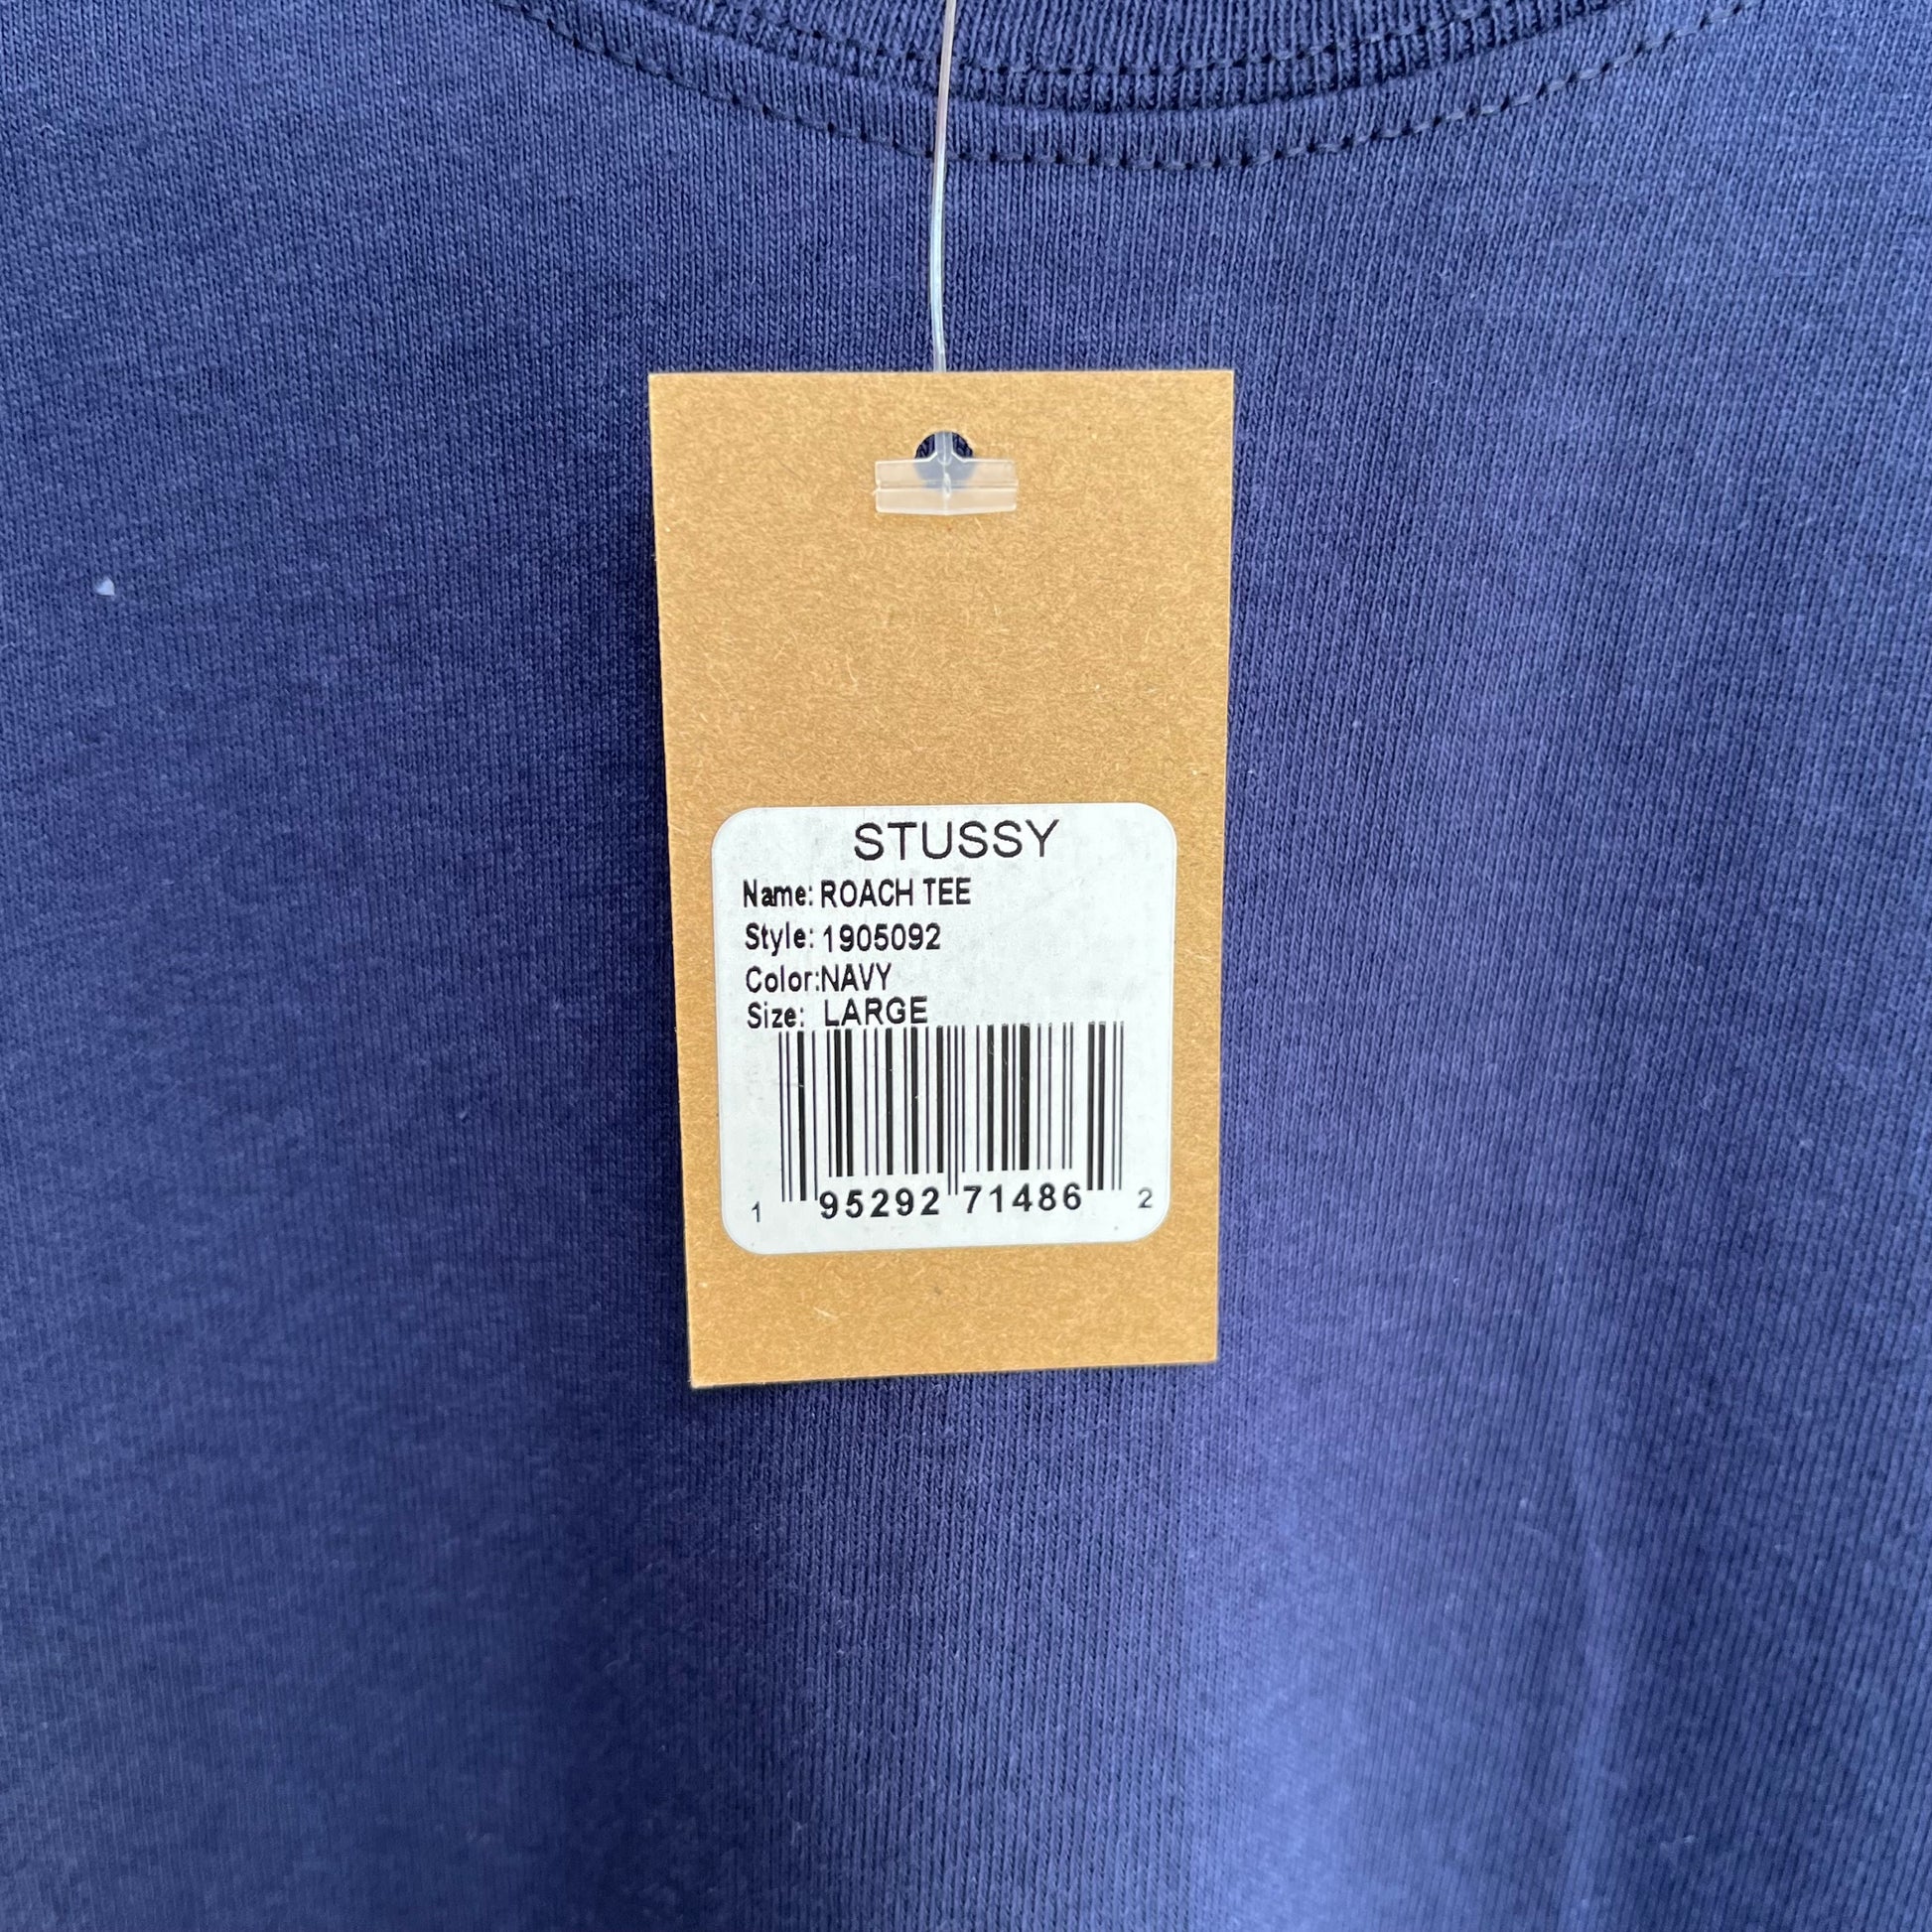 STUSSY
Name: ROACH TEE
Style: 1905092
Color:NAVY
Size: LARGE
1 95292 71486 2